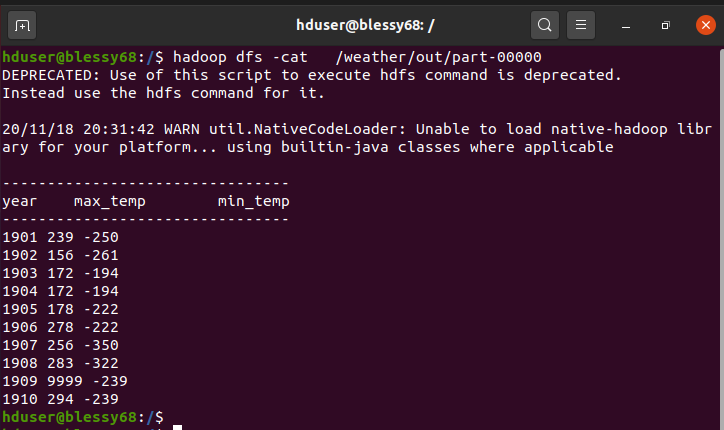 hduser@blessy68: /
hduser@blessy68:/$ hadoop dfs -cat   /weather/out/part-00000
DEPRECATED: Use of this script to execute hdfs command is deprecated.
Instead use the hdfs command for it.
20/11/18 20:31:42 WARN util.NativeCodeLoader: Unable to load native-hadoop libr
ary for your platform... using builtin-java classes where applicable
--------------------------------
year    max_temp        min_temp
--------------------------------
1901 239 -250
1902 156 -261
1903 172 -194
1904 172 -194
1905 178 -222
1906 278 -222
1907 256 -350
1908 283 -322
1909 9999 -239
1910 294 -239
hduser@blessy68:/$